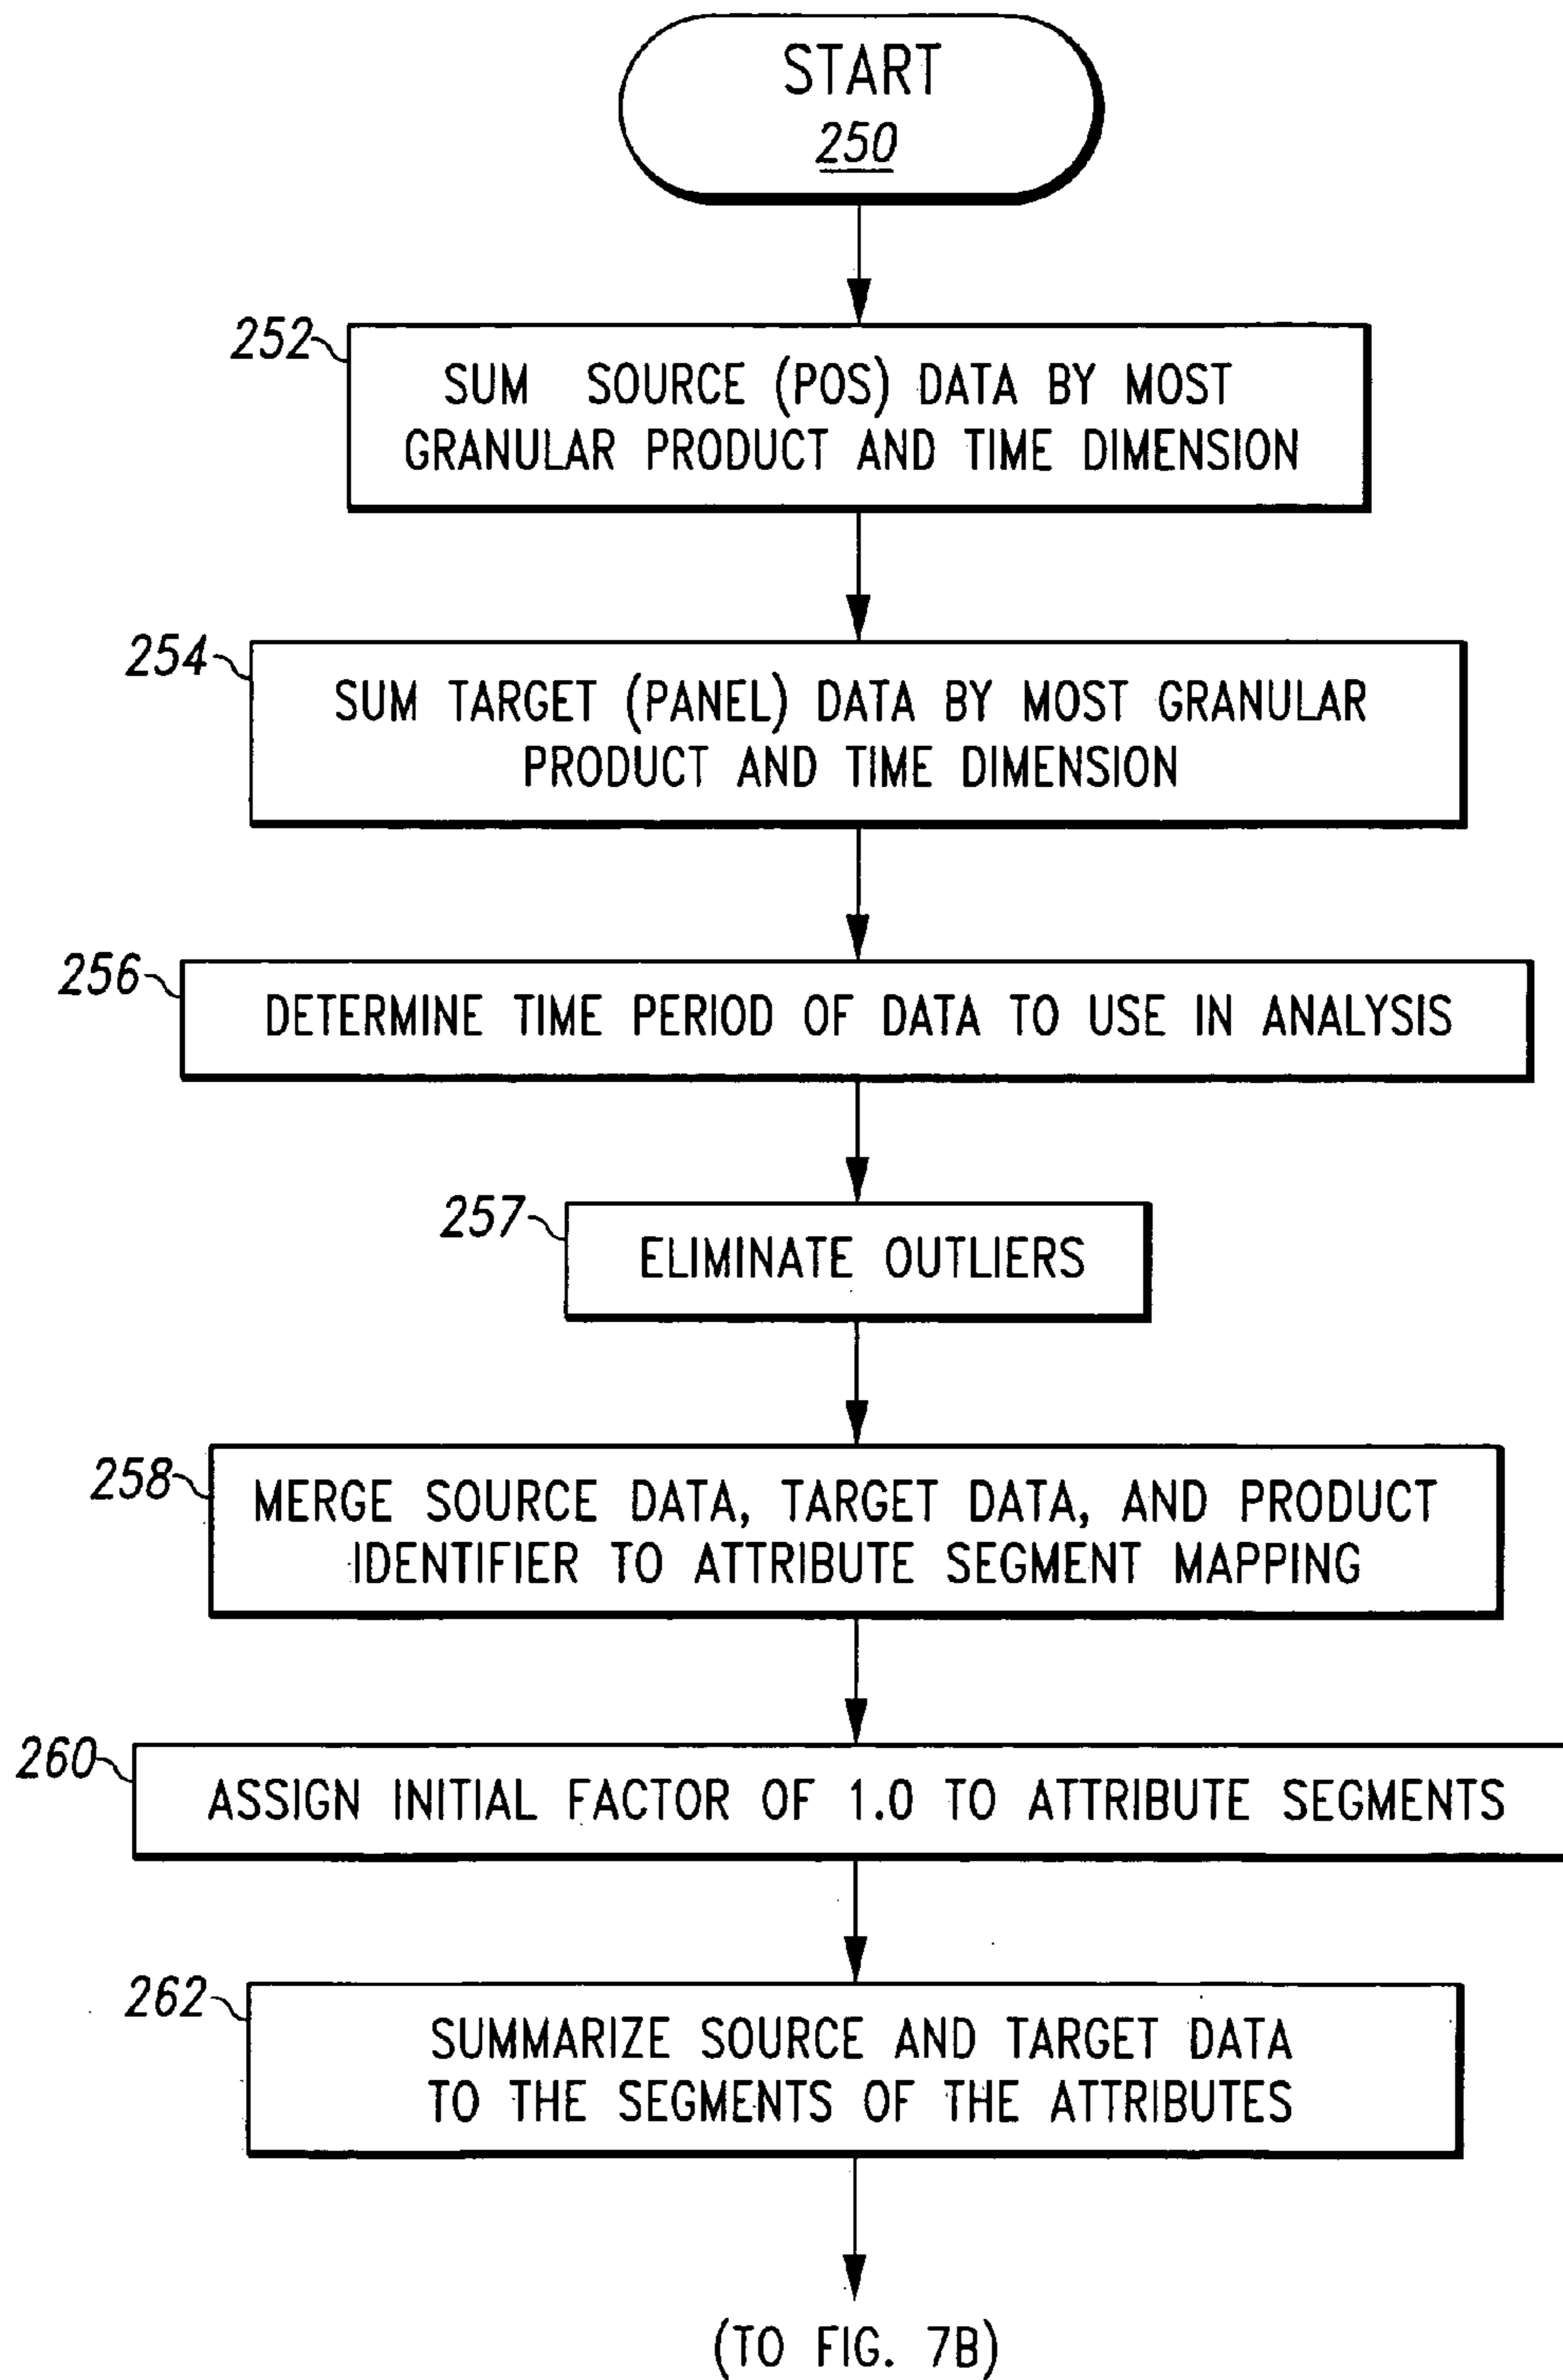 START
250
252
SUM SOURCE (POS) DATA BY MOST
GRANULAR PRODUCT AND TIME DIMENSION
254
SUM TARGET (PANEL) DATA BY MOST GRANULAR
PRODUCT AND TIME DIMENSION
256
DETERMINE TIME PERIOD OF DATA TO USE IN ANALYSIS
257
ELIMINATE OUTLIERS
258
MERGE SOURCE DATA, TARGET DATA, AND PRODUCT
IDENTIFIER TO ATTRIBUTE SEGMENT MAPPING
260
ASSIGN INITIAL FACTOR OF 1.0 TO ATTRIBUTE SEGMENTS
262
SUMMARIZE SOURCE AND TARGET DATA
TO THE SEGMENTS OF THE ATTRIBUTES
(TO FIG. 7B)